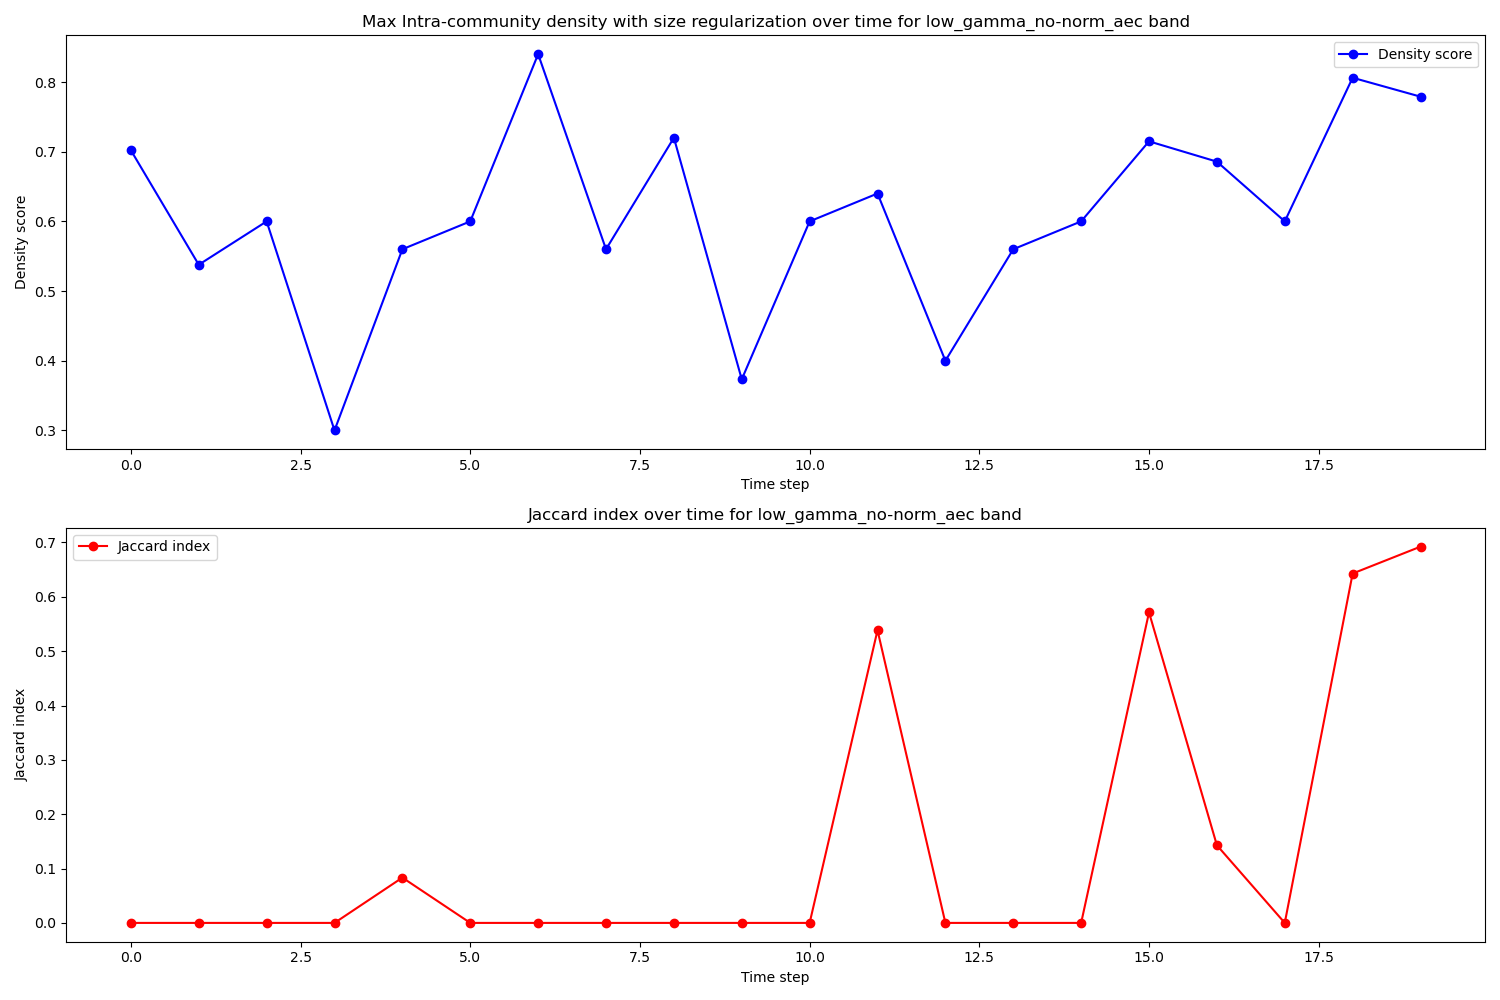 Max Intra-community density with size regularization over time for low_gamma_no-norm_aec band
Density score
0.8
0.7
0.6
0.5
0.4
0.3
Density score
0.0 2.5 5.0 7.5 10.0 12.5 15.0 17.5
Time step
Jaccard index over time for low_gamma_no-norm_aec band
Jaccard index
0.7
0.6
0.5
0.4
0.3
0.2
0.1
0.0
Jaccard index
0.0 2.5 5.0 7.5 10.0 12.5 15.0 17.5
Time step